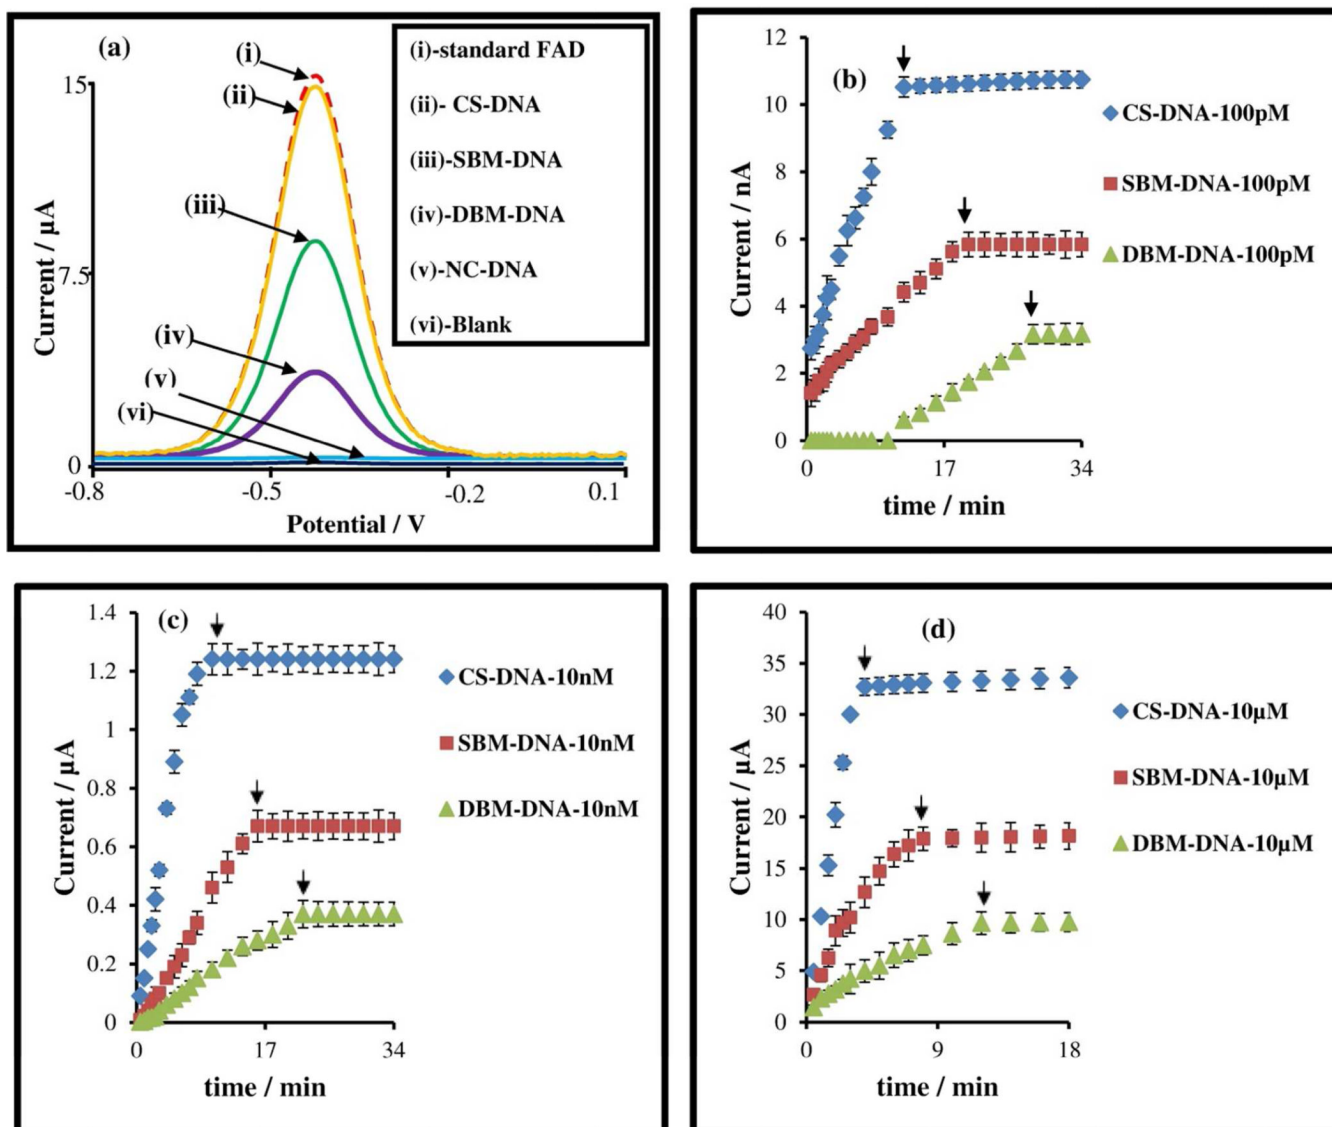 (a)
(i)
(ii)
(iii)
(iv)
(v)
(vi)
(i)-standard FAD
(ii)- CS-DNA
(iii)-SBM-DNA
(iv)-DBM-DNA
(v)-NC-DNA
(vi)-Blank
15
7.5
0
Current / µA
-0.8
-0.5
-0.2
0.1
Potential / V
(b)
12
10
8
6
4
2
0
Current / nA
0
17
34
time / min
CS-DNA-100pM
SBM-DNA-100pM
DBM-DNA-100pM
(c)
1.4
1.2
1
0.8
0.6
0.4
0.2
0
Current / µA
0
17
34
time / min
CS-DNA-10nM
SBM-DNA-10nM
DBM-DNA-10nM
(d)
40
35
30
25
20
15
10
5
0
Current / µA
0
9
18
time / min
CS-DNA-10µM
SBM-DNA-10µM
DBM-DNA-10µM